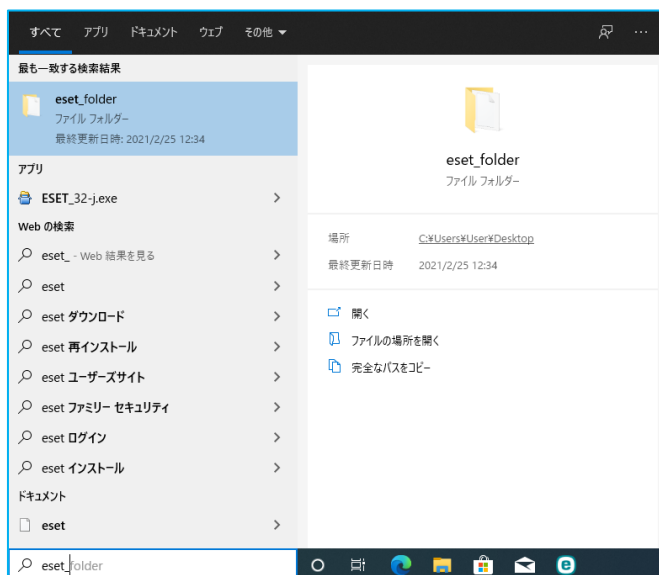 すべて アプリ ドキュメント ウェブ その他
最も一致する検索結果
eset_folder
ファイル フォルダー
最終更新日時: 2021/2/25 12:34
アプリ
ESET_32-j.exe
Web の検索
eset_ - Web 結果を見る
eset
eset ダウンロード
eset 再インストール
eset ユーザーズサイト
eset ファミリー セキュリティ
eset ログイン
eset インストール
ドキュメント
eset
eset_folder
eset_folder
ファイル フォルダー
場所 C:¥Users¥User¥Desktop
最終更新日時 2021/2/25 12:34
開く
ファイルの場所を開く
完全なパスをコピー
e